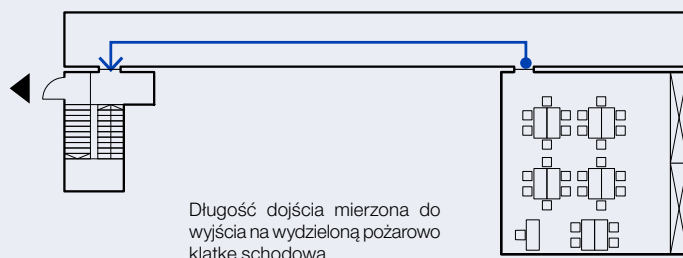 Długość dojścia mierzona do
wyjścia na wydzieloną pożarowo
klatkę schodową